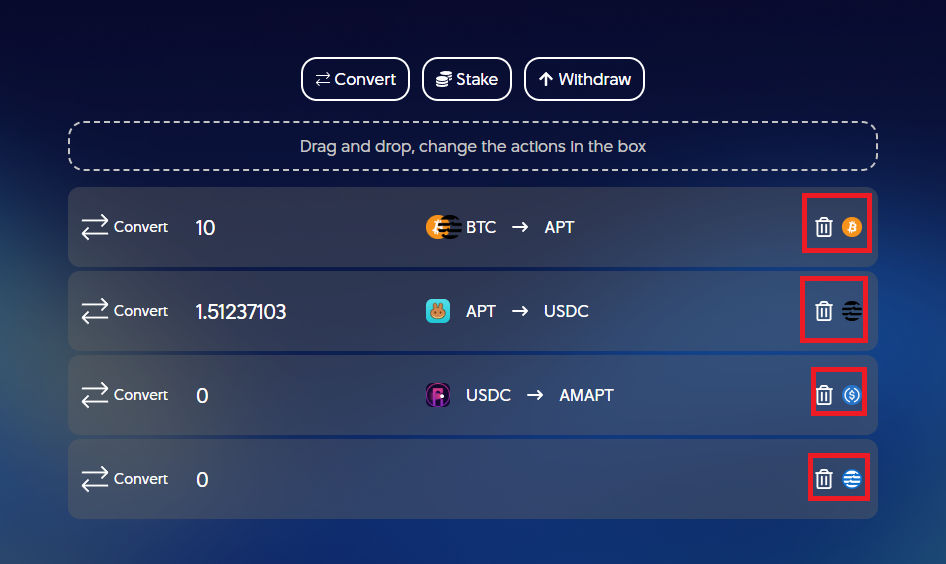 Convert Stake Withdraw
Drag and drop, change the actions in the box
Convert 10 BTC → APT
Convert 1.51237103 APT → USDC
Convert 0 USDC → AMAPT
Convert 0